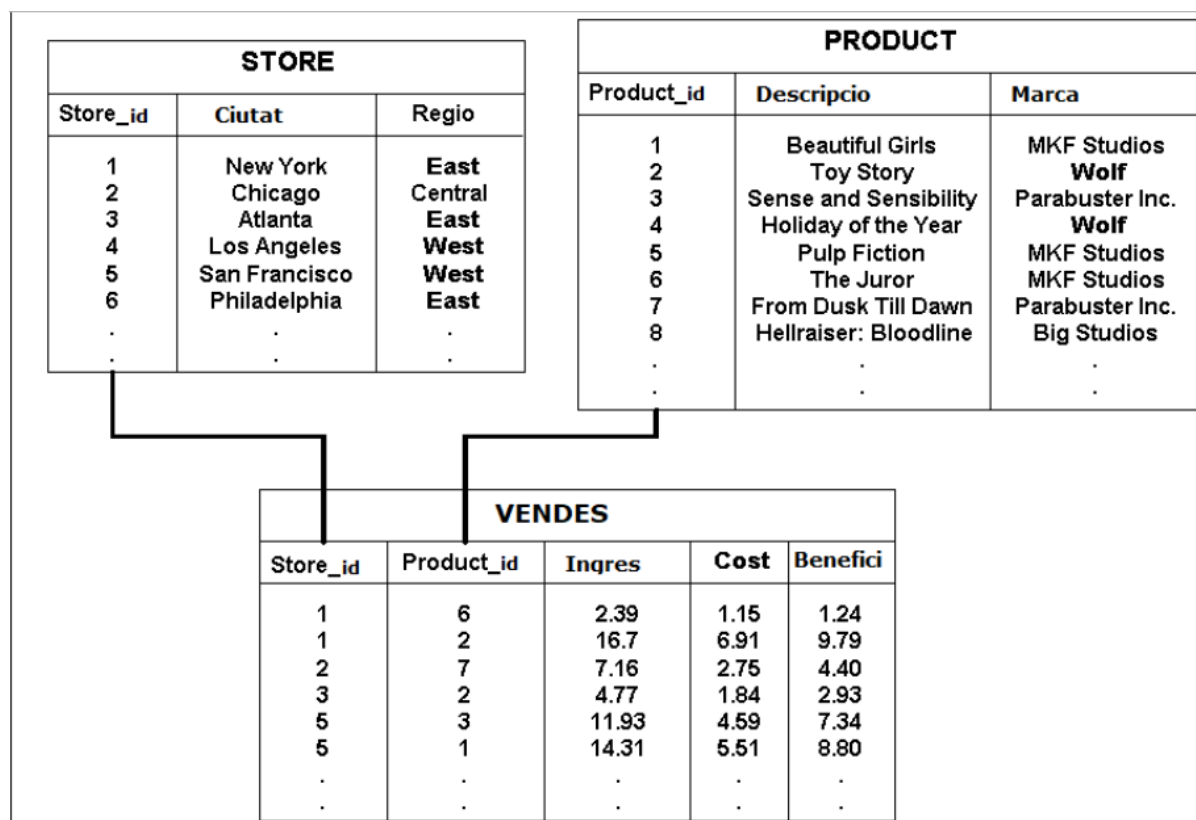 STORE
Store_id Ciutat Regio
1 New York East
2 Chicago Central
3 Atlanta East
4 Los Angeles West
5 San Francisco West
6 Philadelphia East
. . .
. . .
PRODUCT
Product_id Descripcio Marca
1 Beautiful Girls MKF Studios
2 Toy Story Wolf
3 Sense and Sensibility Parabuster Inc.
4 Holiday of the Year Wolf
5 Pulp Fiction MKF Studios
6 The Juror MKF Studios
7 From Dusk Till Dawn Parabuster Inc.
8 Hellraiser: Bloodline Big Studios
. . .
. . .
VENDES
Store_id Product_id Ingres Cost Benefici
1 6 2.39 1.15 1.24
1 2 16.7 6.91 9.79
2 7 7.16 2.75 4.40
3 2 4.77 1.84 2.93
5 3 11.93 4.59 7.34
5 1 14.31 5.51 8.80
. . . . .
. . . . .